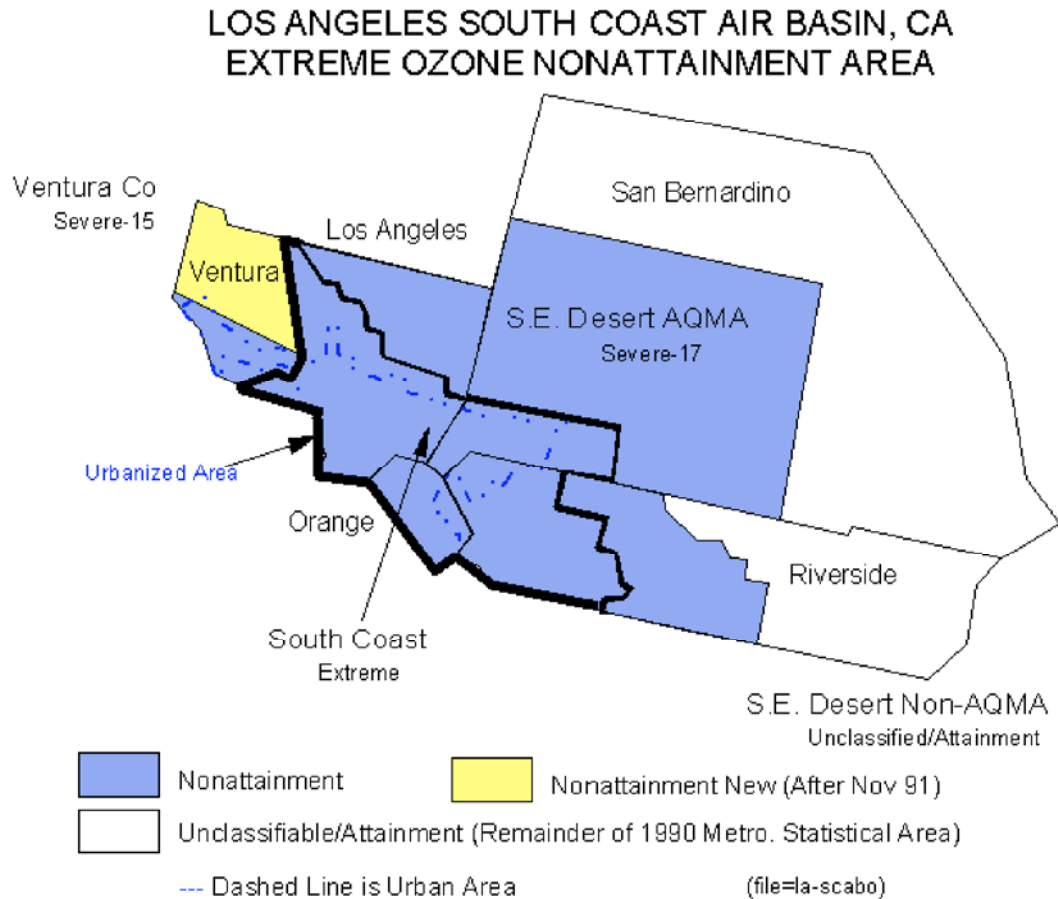 LOS ANGELES SOUTH COAST AIR BASIN, CA
EXTREME OZONE NONATTAINMENT AREA
San Bernardino
Ventura Co
Severe-15
Los Angeles
Ventura
S.E. Desert AQMA
Severe-17
Urbanized Area
Orange
Riverside
South Coast
Extreme
S.E. Desert Non-AQMA
Unclassified/Attainment
Nonattainment
Nonattainment New (After Nov 91)
Unclassifiable/Attainment (Remainder of 1990 Metro. Statistical Area)
--- Dashed Line is Urban Area
(file=la-scabo)